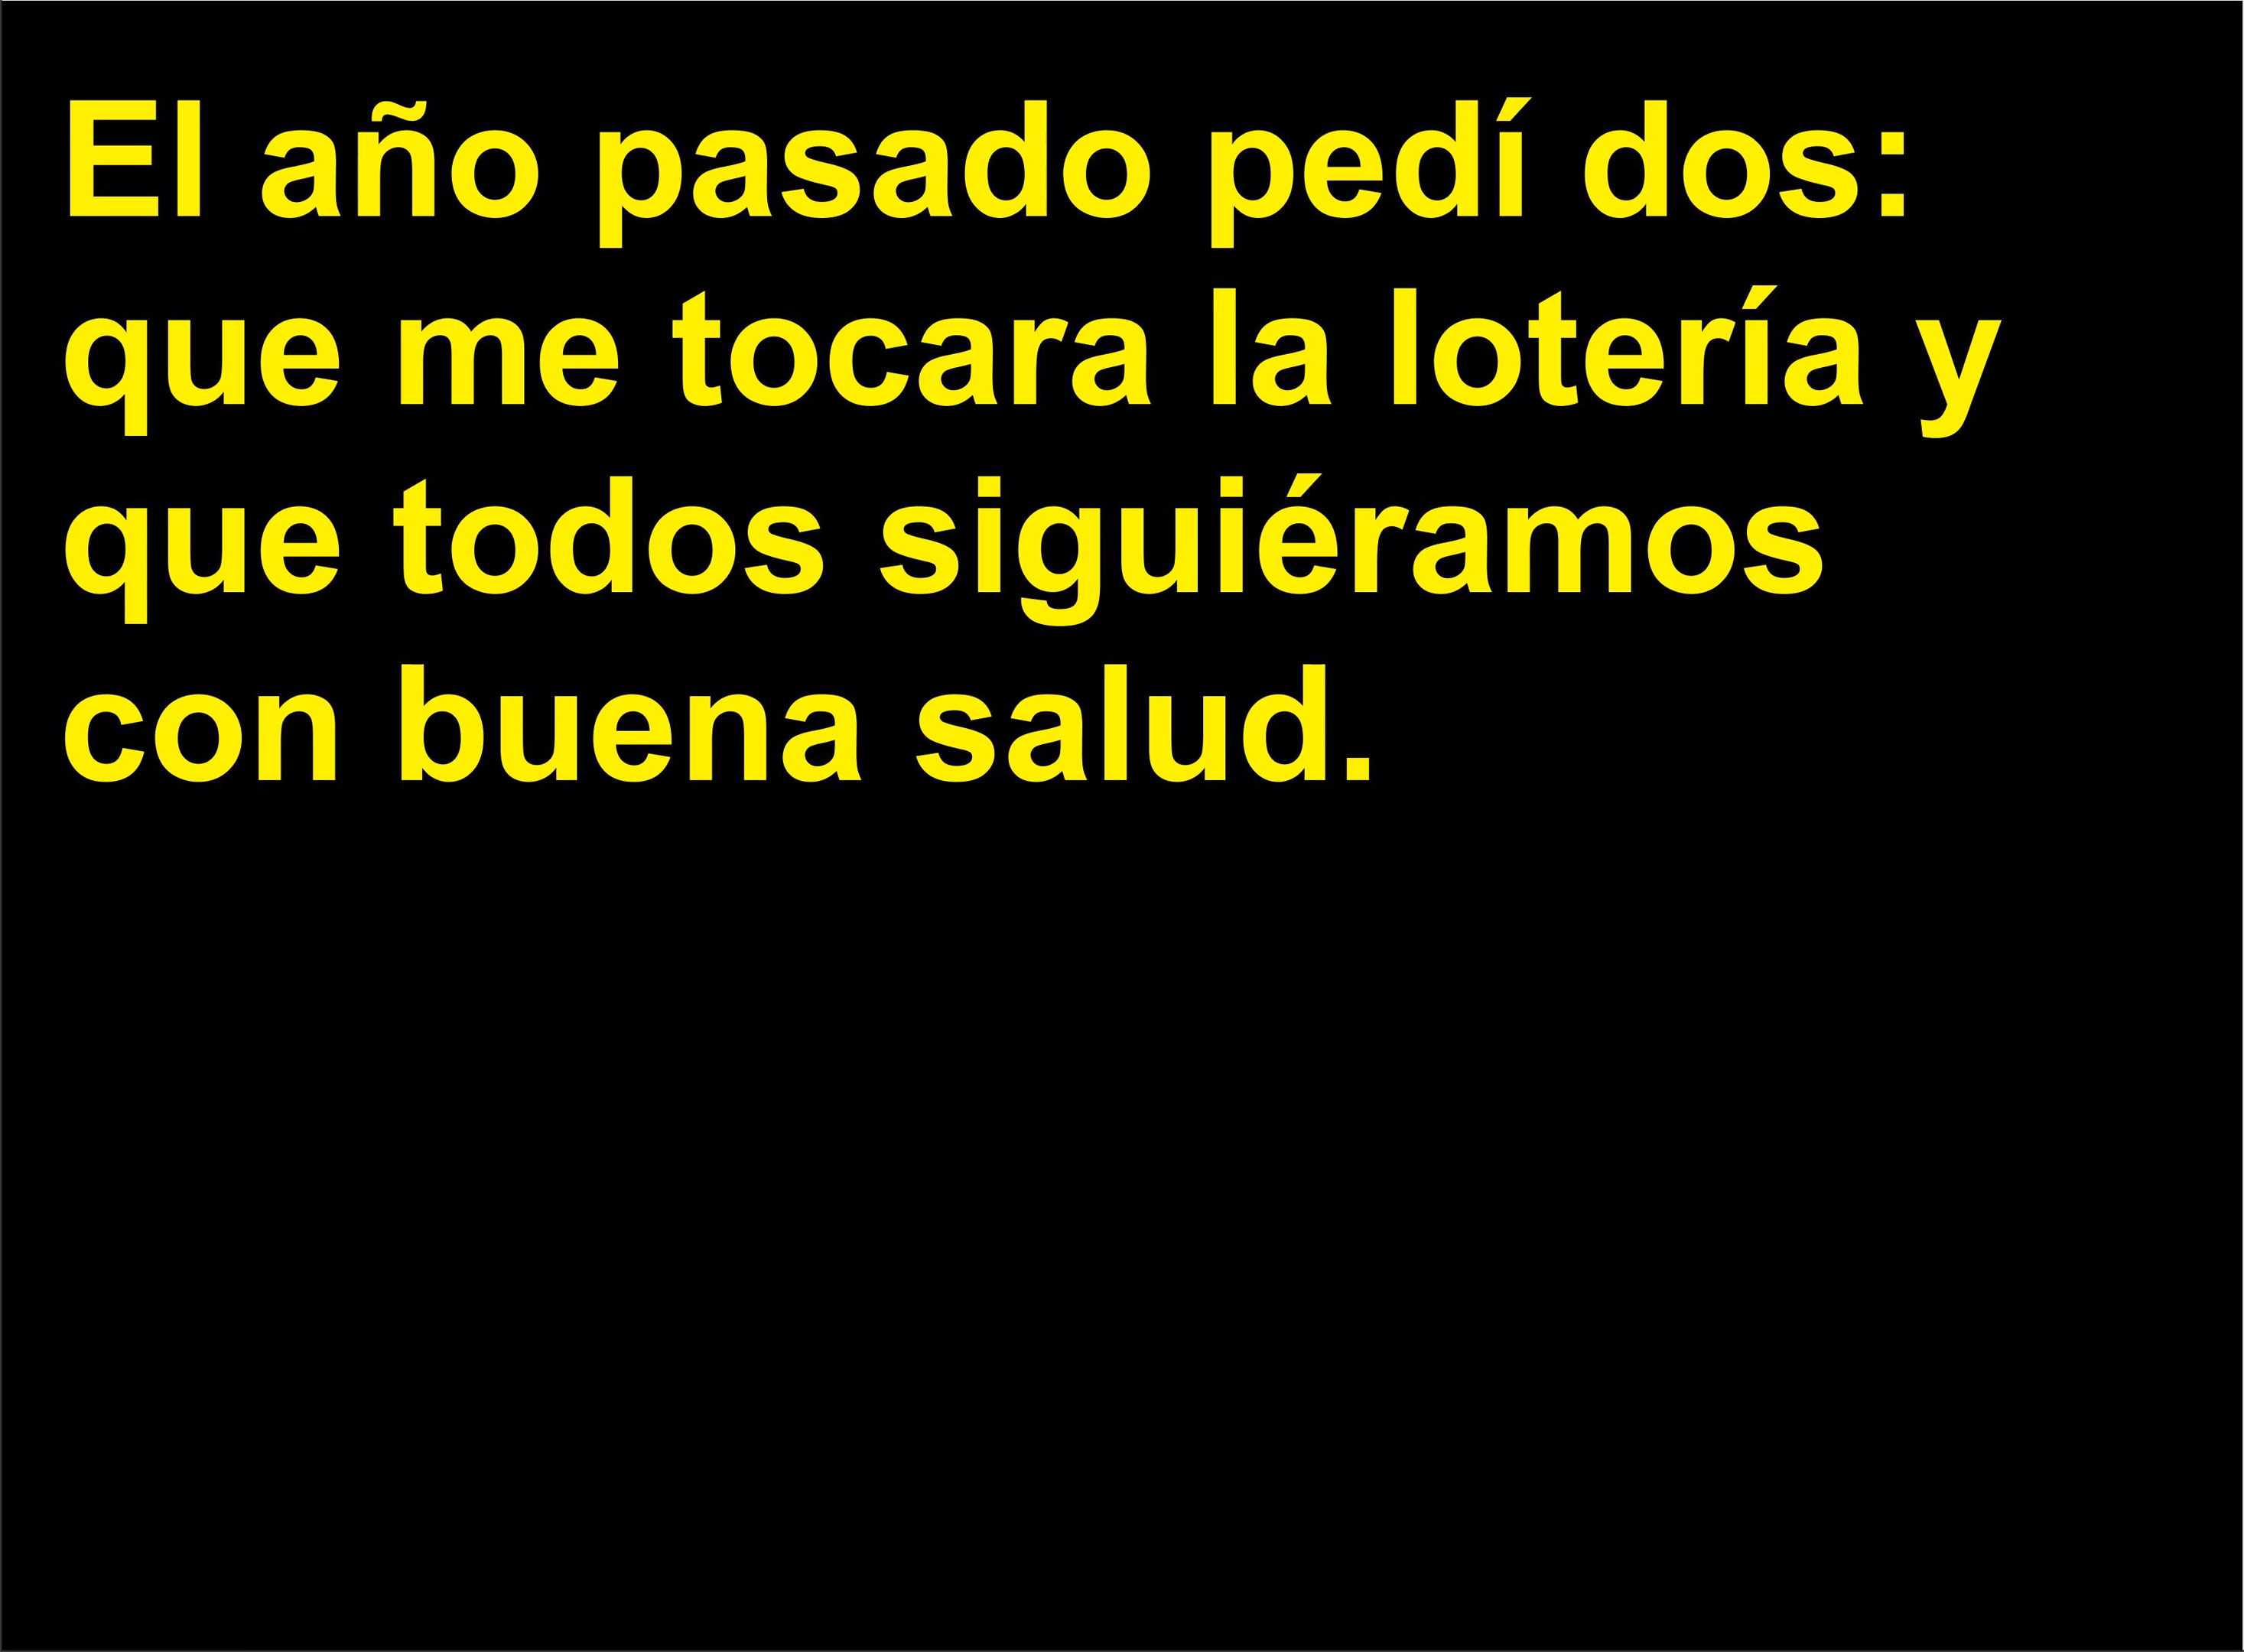 El año pasado pedí dos:
que me tocara la lotería y
que todos siguiéramos
con buena salud.